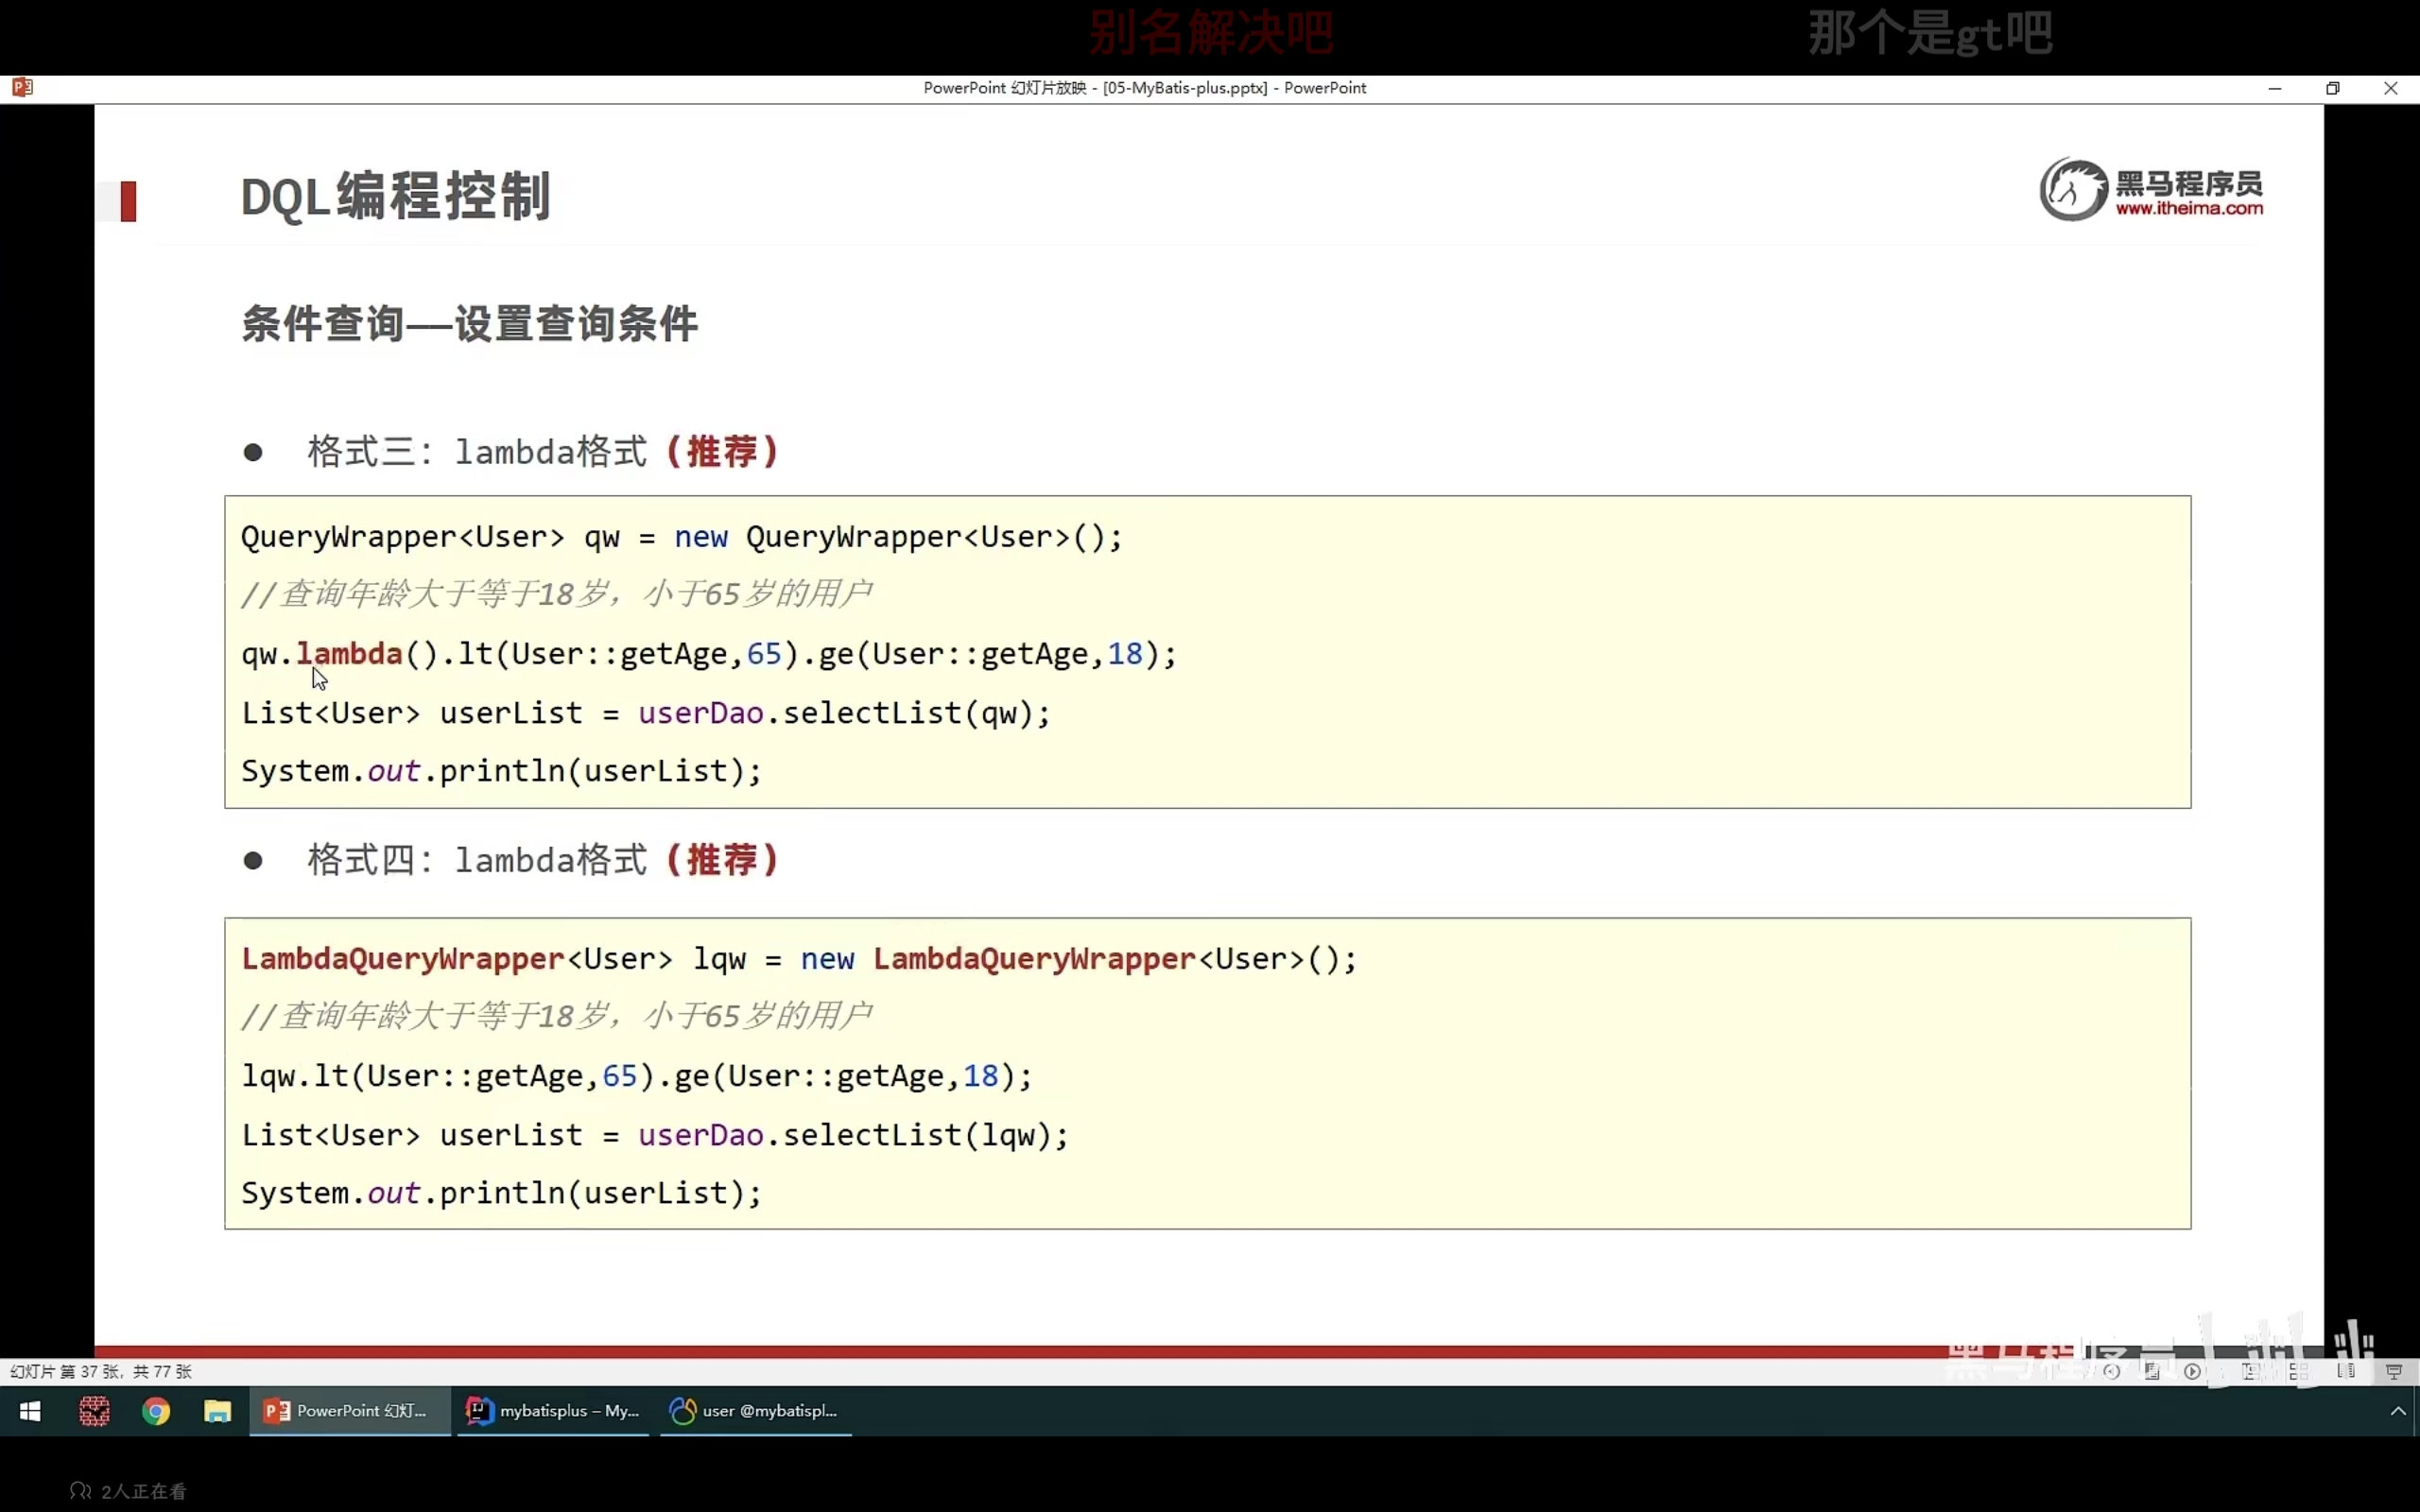 别名解决吧
那个是gt吧
PowerPoint 幻灯片放映 - [05-MyBatis-plus.pptx] - PowerPoint
DQL编程控制
黑马程序员
www.itheima.com
条件查询——设置查询条件
● 格式三：lambda格式（推荐）
QueryWrapper<User> qw = new QueryWrapper<User>();
//查询年龄大于等于18岁，小于65岁的用户
qw.lambda().lt(User::getAge,65).ge(User::getAge,18);
List<User> userList = userDao.selectList(qw);
System.out.println(userList);
● 格式四：lambda格式（推荐）
LambdaQueryWrapper<User> lqw = new LambdaQueryWrapper<User>();
//查询年龄大于等于18岁，小于65岁的用户
lqw.lt(User::getAge,65).ge(User::getAge,18);
List<User> userList = userDao.selectList(lqw);
System.out.println(userList);
黑马程序员
幻灯片 第 37 张，共 77 张
PowerPoint 幻灯...
mybatisplus – My...
user @mybatispl...
2人正在看